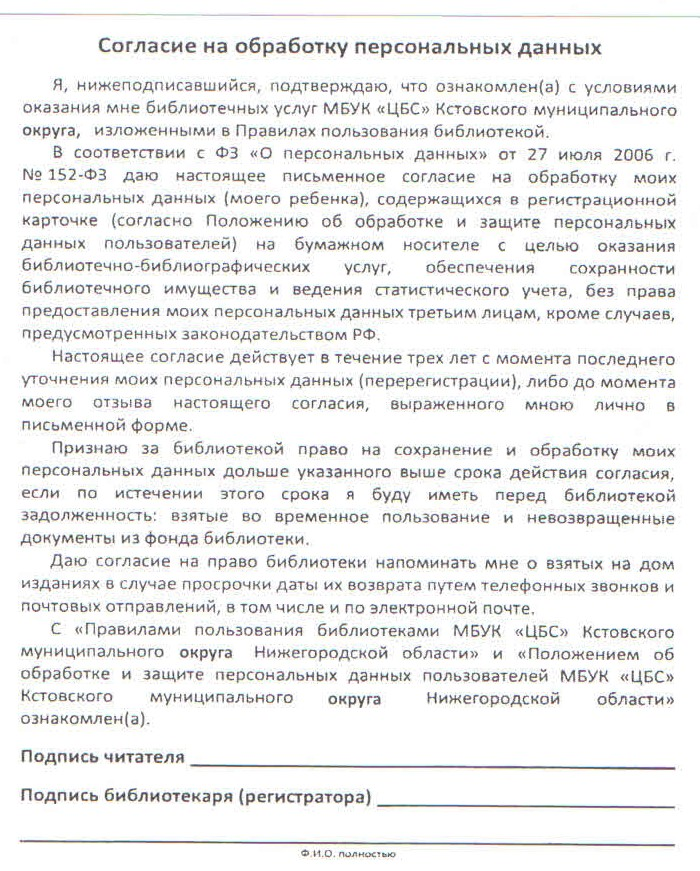 Согласие на обработку персональных данных
Я, нижеподписавшийся, подтверждаю, что ознакомлен(а) с условиями
оказания мне библиотечных услуг МБУК «ЦБС» Кстовского муниципального
округа, изложенными в Правилах пользования библиотекой.
В соответствии с ФЗ «О персональных данных» от 27 июля 2006 г.
№ 152-ФЗ даю настоящее письменное согласие на обработку моих
персональных данных (моего ребенка), содержащихся в регистрационной
карточке (согласно Положению об обработке и защите персональных
данных пользователей) на бумажном носителе с целью оказания
библиотечно-библиографических услуг, обеспечения сохранности
библиотечного имущества и ведения статистического учета, без права
предоставления моих персональных данных третьим лицам, кроме случаев,
предусмотренных законодательством РФ.
Настоящее согласие действует в течение трех лет с момента последнего
уточнения моих персональных данных (перерегистрации), либо до момента
моего отзыва настоящего согласия, выраженного мною лично в
письменной форме.
Признаю за библиотекой право на сохранение и обработку моих
персональных данных дольше указанного выше срока действия согласия,
если по истечении этого срока я буду иметь перед библиотекой
задолженность: взятые во временное пользование и невозвращенные
документы из фонда библиотеки.
Даю согласие на право библиотеки напоминать мне о взятых на дом
изданиях в случае просрочки даты их возврата путем телефонных звонков и
почтовых отправлений, в том числе и по электронной почте.
С «Правилами пользования библиотеками МБУК «ЦБС» Кстовского
муниципального округа Нижегородской области» и «Положением об
обработке и защите персональных данных пользователей МБУК «ЦБС»
Кстовского муниципального округа Нижегородской области»
ознакомлен(а).
Подпись читателя
Подпись библиотекаря (регистратора)
Ф.И.О. полностью